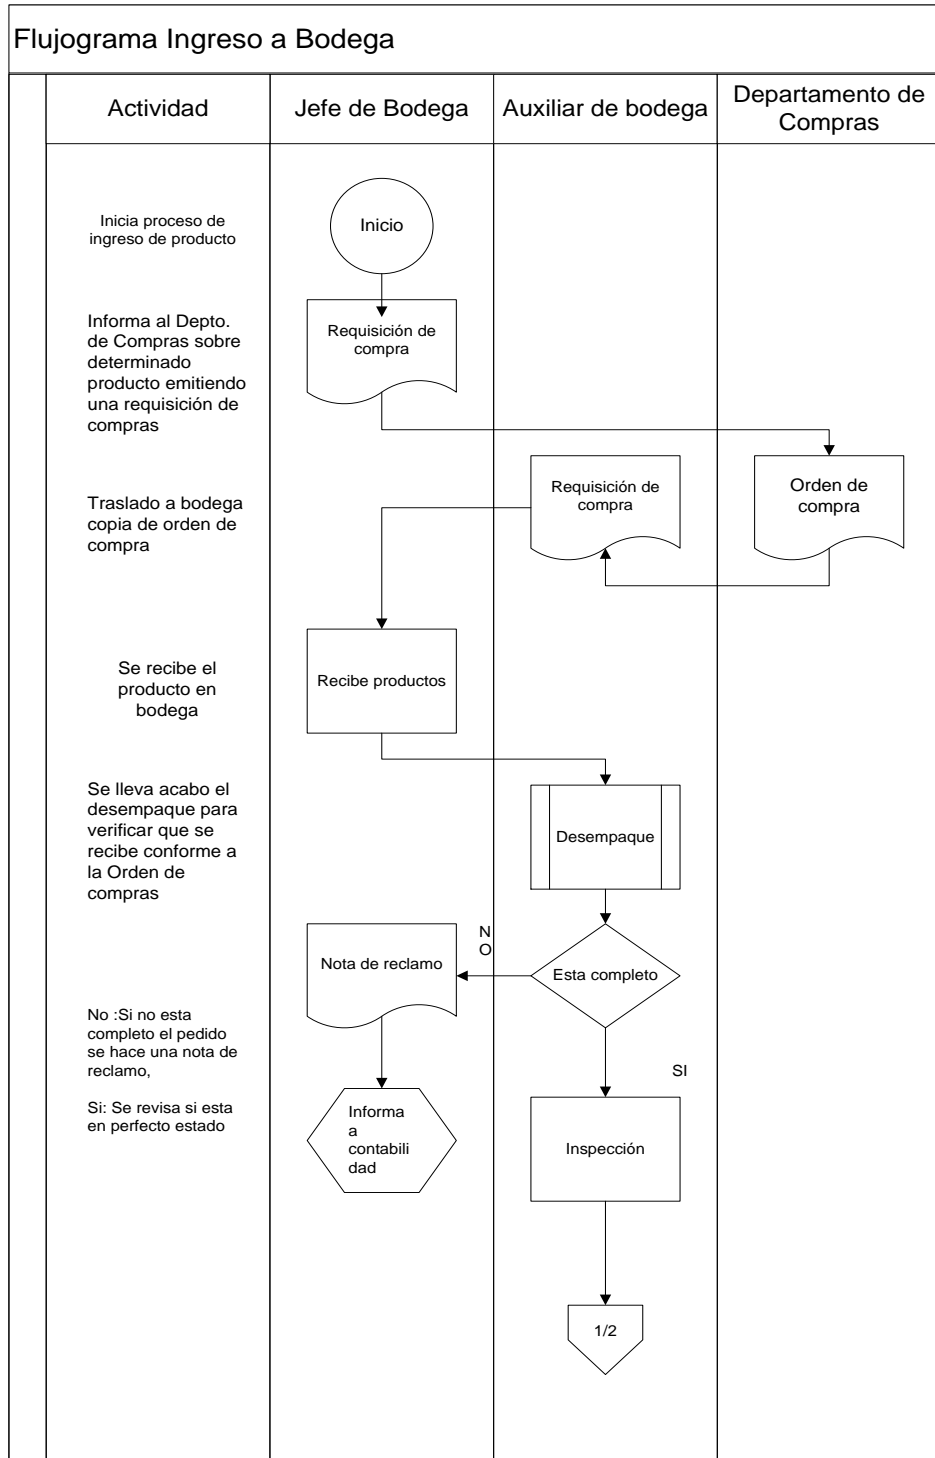 Flujograma Ingreso a Bodega
Actividad
Jefe de Bodega
Auxiliar de bodega
Departamento de
Compras
Inicia proceso de
ingreso de producto
Inicio
Informa al Depto.
de Compras sobre
determinado
producto emitiendo
una requisición de
compras
Requisición de
compra
Traslado a bodega
copia de orden de
compra
Requisición de
compra
Orden de
compra
Se recibe el
producto en
bodega
Recibe productos
Se lleva acabo el
desempaque para
verificar que se
recibe conforme a
la Orden de
compras
Desempaque
N
O
Nota de reclamo
Esta completo
No :Si no esta
completo el pedido
se hace una nota de
reclamo,
Si: Se revisa si esta
en perfecto estado
SI
Informa
a
contabili
dad
Inspección
1/2